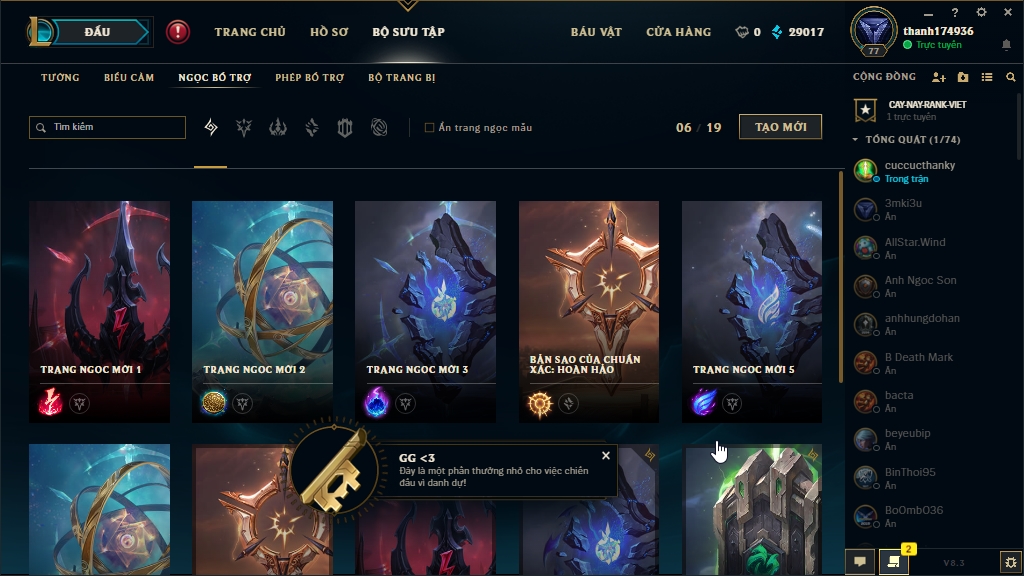 ĐẤU
TRANG CHỦ
HỒ SƠ
BỘ SƯU TẬP
BÁU VẬT
CỬA HÀNG
0
29017
77
thanh174936
Trực tuyến
TƯỚNG
BIỂU CẢM
NGỌC BỔ TRỢ
PHÉP BỔ TRỢ
BỘ TRANG BỊ
CỘNG ĐỒNG
Tìm kiếm
Ẩn trang ngọc mẫu
06 / 19
TẠO MỚI
CAY-NAY-RANK-VIET
1 trực tuyến
TỔNG QUÁT (1/74)
cuccucthanky
Trong trận
3mki3u
Ẩn
AllStar.Wind
Ẩn
Anh Ngoc Son
Ẩn
anhhungdohan
Ẩn
B Death Mark
Ẩn
bacta
Ẩn
beyeubip
Ẩn
BinThoi95
Ẩn
BoOmbO36
Ẩn
TRANG NGỌC MỚI 1
TRANG NGỌC MỚI 2
TRANG NGỌC MỚI 3
BẢN SAO CỦA CHUẨN
XÁC: HOÀN HẢO
TRANG NGỌC MỚI 5
GG <3
Đây là một phần thưởng nhỏ cho việc chiến
đấu vì danh dự!
2
V8.3